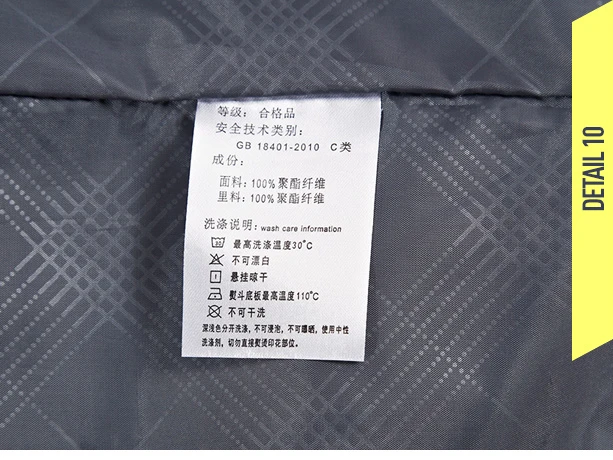 等级：合格品
安全技术类别：
GB 18401-2010 C类
成份：
面料：100%聚酯纤维
里料：100%聚酯纤维
洗涤说明：wash care information
最高洗涤温度30°C
不可漂白
悬挂晾干
熨斗底板最高温度110°C
不可干洗
深浅色分开洗涤，不可浸泡，不可曝晒，使用中性
洗涤剂，切勿直接熨烫印花部位。
DETAIL 10